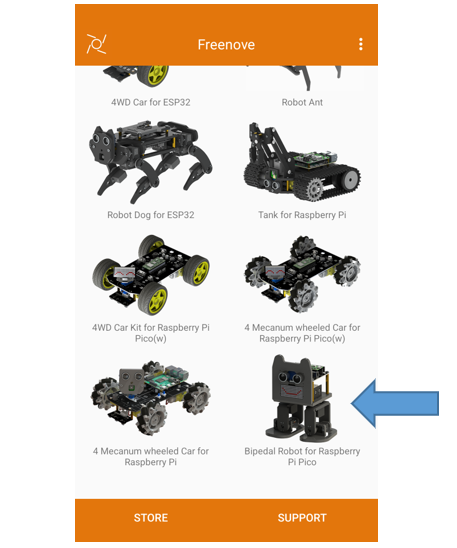 Freenove
4WD Car for ESP32
Robot Ant
Robot Dog for ESP32
Tank for Raspberry Pi
4WD Car Kit for Raspberry Pi
Pico(w)
4 Mecanum wheeled Car for
Raspberry Pi Pico(w)
4 Mecanum wheeled Car for
Raspberry Pi
Bipedal Robot for Raspberry
Pi Pico
STORE
SUPPORT